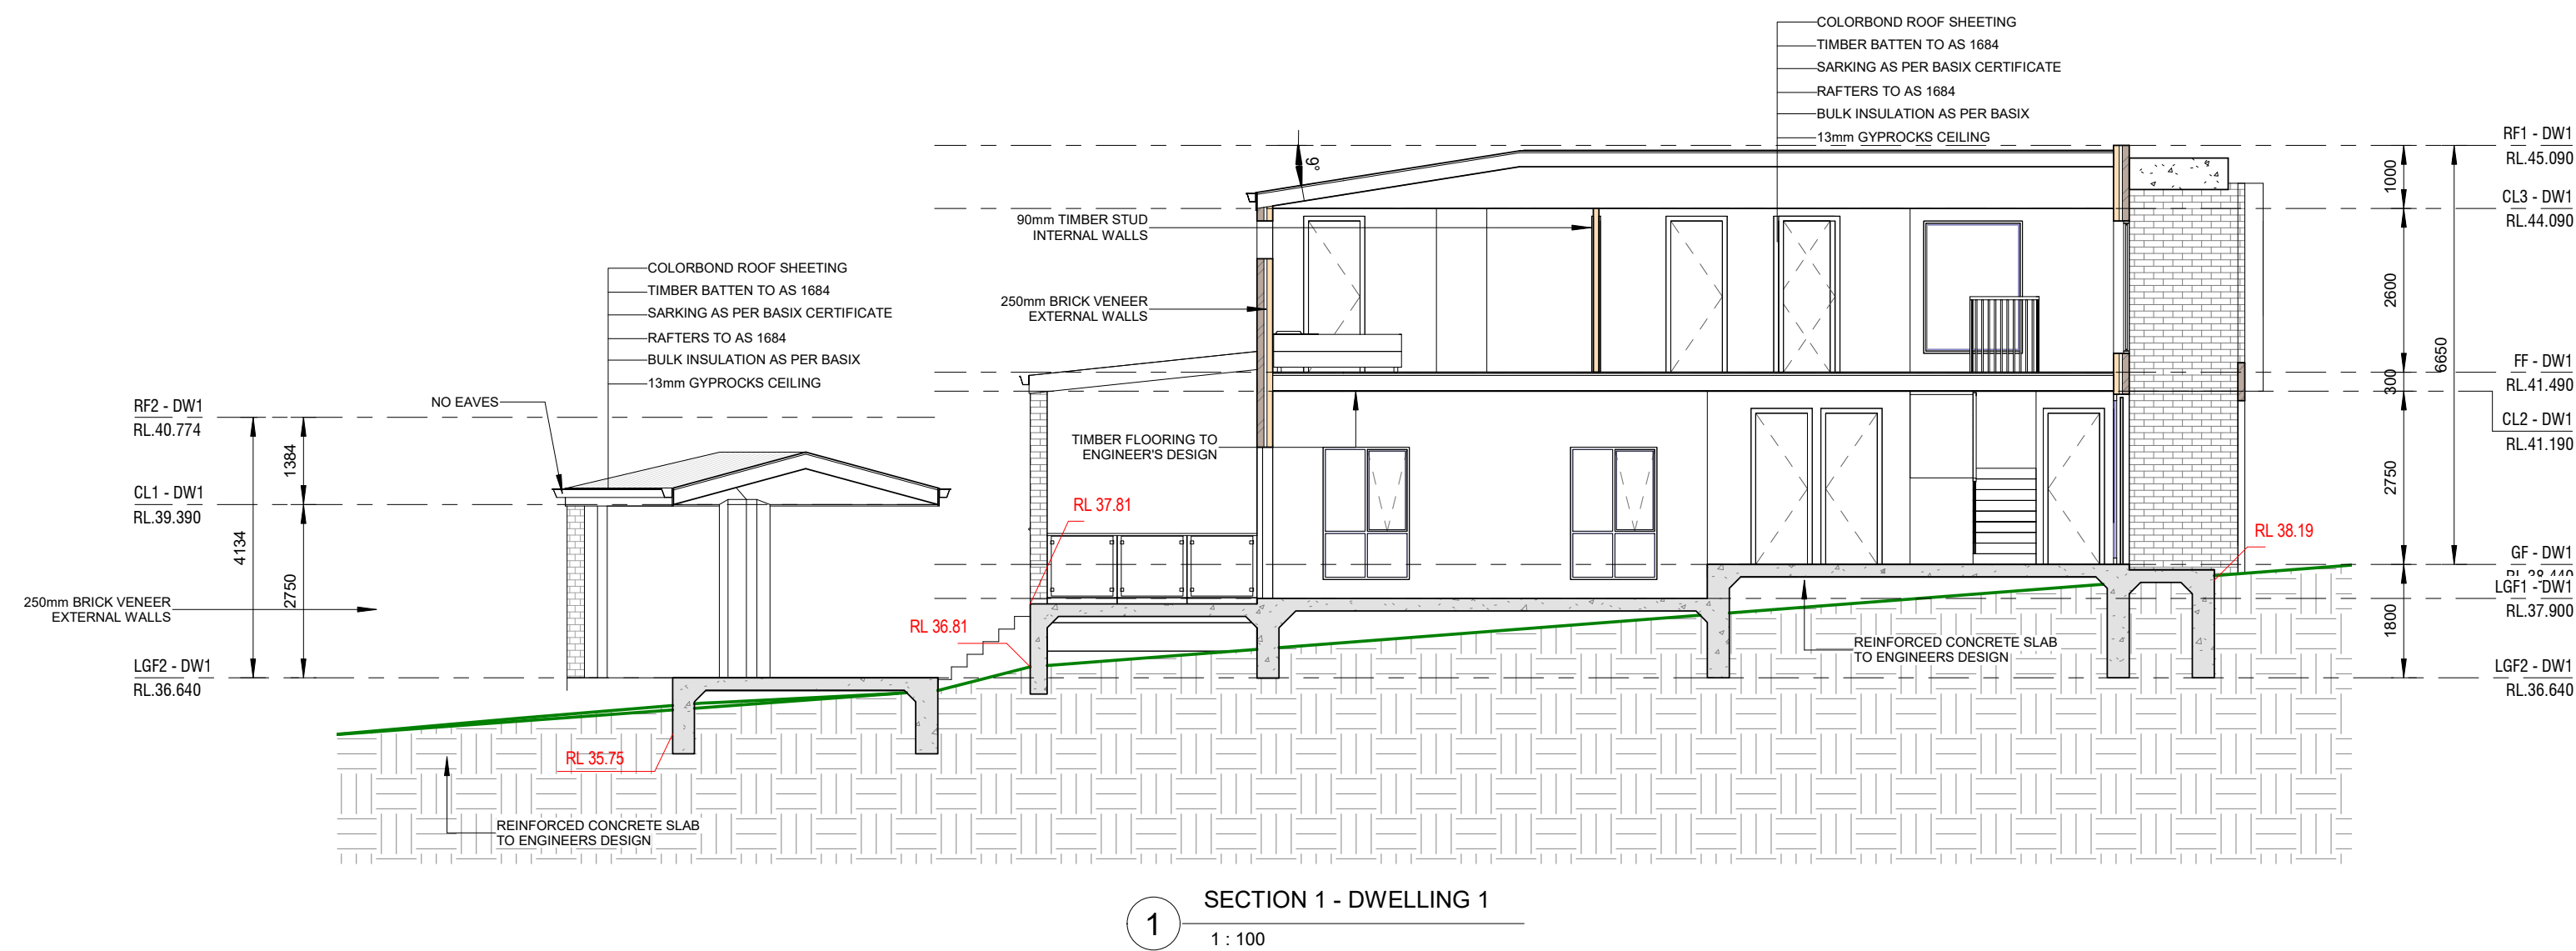 COLORBOND ROOF SHEETING
TIMBER BATTEN TO AS 1684
SARKING AS PER BASIX CERTIFICATE
RAFTERS TO AS 1684
BULK INSULATION AS PER BASIX
13mm GYPROCKS CEILING
RF1 - DW1
RL.45.090
9°
1000
CL3 - DW1
RL.44.090
90mm TIMBER STUD
INTERNAL WALLS
2600
250mm BRICK VENEER
EXTERNAL WALLS
6650
FF - DW1
RL.41.490
300
CL2 - DW1
RL.41.190
COLORBOND ROOF SHEETING
TIMBER BATTEN TO AS 1684
SARKING AS PER BASIX CERTIFICATE
RAFTERS TO AS 1684
BULK INSULATION AS PER BASIX
13mm GYPROCKS CEILING
NO EAVES
RF2 - DW1
RL.40.774
1384
CL1 - DW1
RL.39.390
4134
2750
250mm BRICK VENEER
EXTERNAL WALLS
LGF2 - DW1
RL.36.640
TIMBER FLOORING TO
ENGINEER'S DESIGN
2750
RL 37.81
RL 36.81
RL 38.19
GF - DW1
RL.38.440
LGF1 - DW1
RL.37.900
1800
LGF2 - DW1
RL.36.640
REINFORCED CONCRETE SLAB
TO ENGINEERS DESIGN
RL 35.75
REINFORCED CONCRETE SLAB
TO ENGINEERS DESIGN
1
SECTION 1 - DWELLING 1
1 : 100